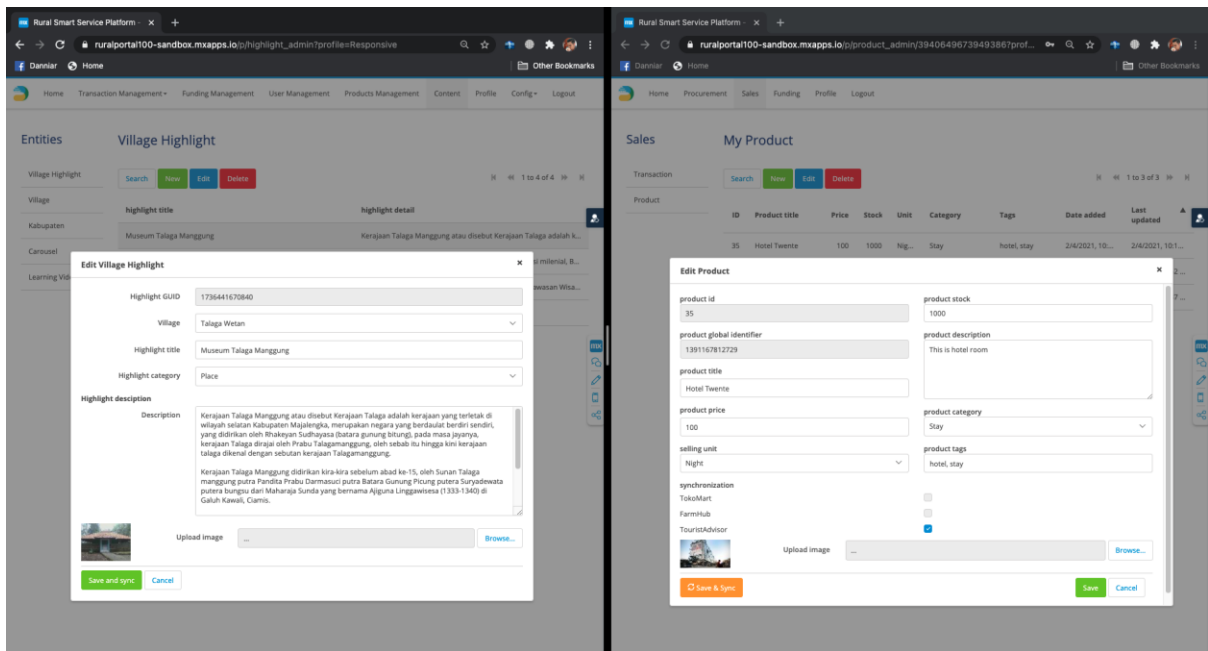 Rural Smart Service Platform -
ruralportal100-sandbox.mxapps.io/p/highlight_admin?profile=Responsive
Danniar
Home
Other Bookmarks
Home
Transaction Management
Funding Management
User Management
Products Management
Content
Profile
Config
Logout
Entities
Village Highlight
Village
Kabupaten
Carousel
Village Highlight
Search
New
Edit
Delete
1 to 4 of 4
highlight title
highlight detail
Museum Talaga Manggung
Kerajaan Talaga Manggung atau disebut Kerajaan Talaga adalah k...
Edit Village Highlight
Highlight GUID
1736441670840
Village
Talaga Wetan
Highlight title
Museum Talaga Manggung
Highlight category
Place
Highlight desciption
Description
Kerajaan Talaga Manggung atau disebut Kerajaan Talaga adalah kerajaan yang terletak di
wilayah selatan Kabupaten Majalengka, merupakan negara yang berdaulat berdiri sendiri,
yang didirikan oleh Rhakeyan Sudhayasa (batara gunung bitung), pada masa jayanya,
kerajaan Talaga dirajai oleh Prabu Talagamanggung, oleh sebab itu hingga kini kerajaan
talaga dikenal dengan sebutan kerajaan Talagamanggung.
Kerajaan Talaga Manggung didirikan kira-kira sebelum abad ke-15, oleh Sunan Talaga
manggung putra Pandita Prabu Darmasuci putra Batara Gunung Picung putera Suryadewata
putera bungsu dari Maharaja Sunda yang bernama Ajiguna Linggawisesa (1333-1340) di
Galuh Kawali, Ciamis.
Upload image
...
Browse...
Save and sync
Cancel
Rural Smart Service Platform -
ruralportal100-sandbox.mxapps.io/p/product_admin/39406496739493867prof...
Danniar
Home
Other Bookmarks
Home
Procurement
Sales
Funding
Profile
Logout
Sales
Transaction
Product
My Product
Search
New
Edit
Delete
1 to 3 of 3
ID
Product title
Price
Stock
Unit
Category
Tags
Date added
Last
updated
35
Hotel Twente
100
1000
Nig...
Stay
hotel, stay
2/4/2021, 10:...
2/4/2021, 10:1...
Edit Product
product id
35
product global identifier
1391167812729
product title
Hotel Twente
product price
100
selling unit
Night
product stock
1000
product description
This is hotel room
product category
Stay
product tags
hotel, stay
synchronization
TokoMart
FarmHub
TouristAdvisor
Upload image
...
Browse...
Save & Sync
Save
Cancel